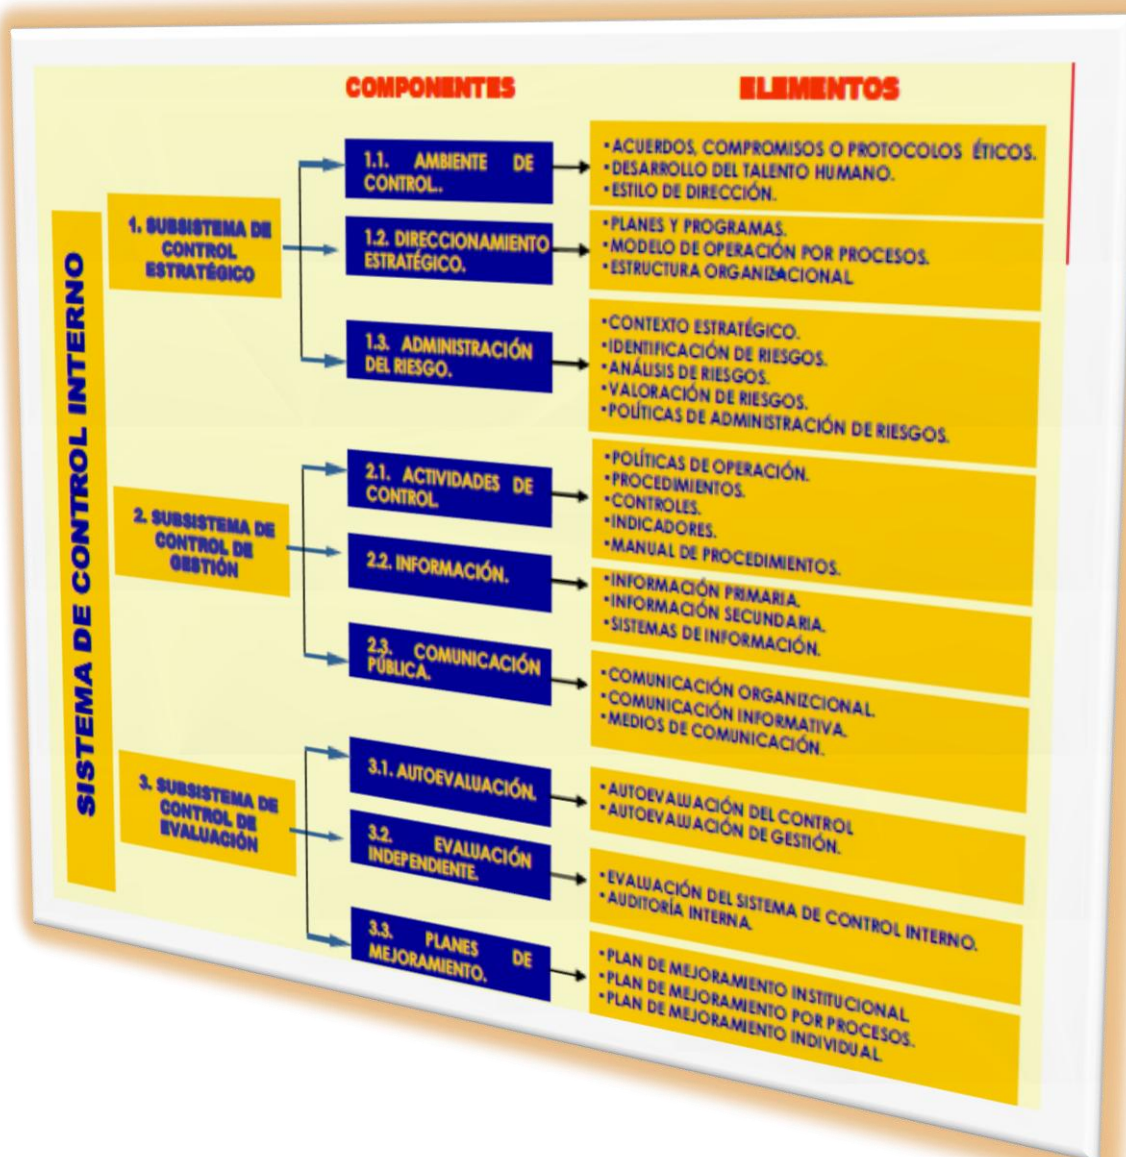 COMPONENTES
ELEMENTOS
SISTEMA DE CONTROL INTERNO
1. SUBSISTEMA DE
CONTROL
ESTRATÉGICO
1.1. AMBIENTE DE
CONTROL..
•ACUERDOS, COMPROMISOS O PROTOCOLOS ÉTICOS.
•DESARROLLO DEL TALENTO HUMANO.
•ESTILO DE DIRECCIÓN.
1.2. DIRECCIONAMIENTO
ESTRATÉGICO.
•PLANES Y PROGRAMAS.
•MODELO DE OPERACIÓN POR PROCESOS.
•ESTRUCTURA ORGANIZACIONAL
1.3. ADMINISTRACIÓN
DEL RIESGO.
•CONTEXTO ESTRATÉGICO.
•IDENTIFICACIÓN DE RIESGOS.
•ANÁLISIS DE RIESGOS.
•VALORACIÓN DE RIESGOS.
•POLÍTICAS DE ADMINISTRACIÓN DE RIESGOS.
2. SUBSISTEMA DE
CONTROL DE
GESTIÓN
2.1. ACTIVIDADES DE
CONTROL.
•POLÍTICAS DE OPERACIÓN.
•PROCEDIMIENTOS.
•CONTROLES.
•INDICADORES.
•MANUAL DE PROCEDIMIENTOS.
2.2. INFORMACIÓN.
•INFORMACIÓN PRIMARIA.
•INFORMACIÓN SECUNDARIA.
•SISTEMAS DE INFORMACIÓN.
2.3. COMUNICACIÓN
PÚBLICA.
•COMUNICACIÓN ORGANIZCIONAL.
•COMUNICACIÓN INFORMATIVA.
•MEDIOS DE COMUNICACIÓN.
3. SUBSISTEMA DE
CONTROL DE
EVALUACIÓN
3.1. AUTOEVALUACIÓN.
•AUTOEVALUACIÓN DEL CONTROL
•AUTOEVALUACIÓN DE GESTIÓN.
3.2. EVALUACIÓN
INDEPENDIENTE.
•EVALUACIÓN DEL SISTEMA DE CONTROL INTERNO.
•AUDITORÍA INTERNA.
3.3. PLANES DE
MEJORAMIENTO.
•PLAN DE MEJORAMIENTO INSTITUCIONAL
•PLAN DE MEJORAMIENTO POR PROCESOS.
•PLAN DE MEJORAMIENTO INDIVIDUAL